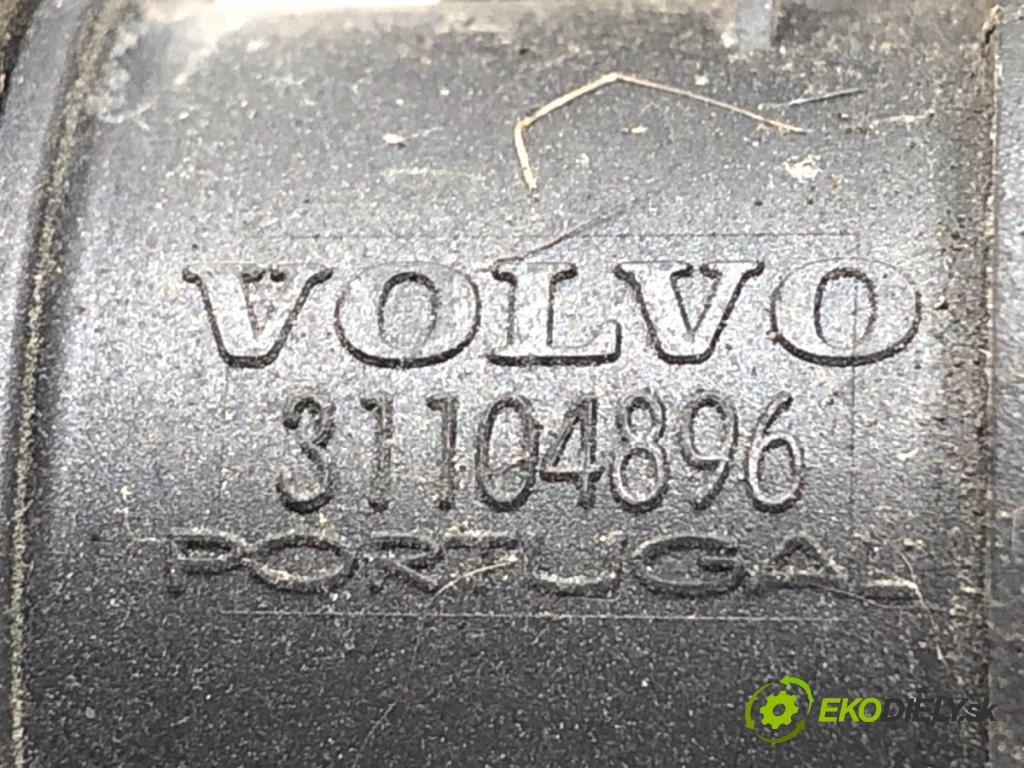 VOLVO
31104896
PORTUGAL
EKODIELY.sk